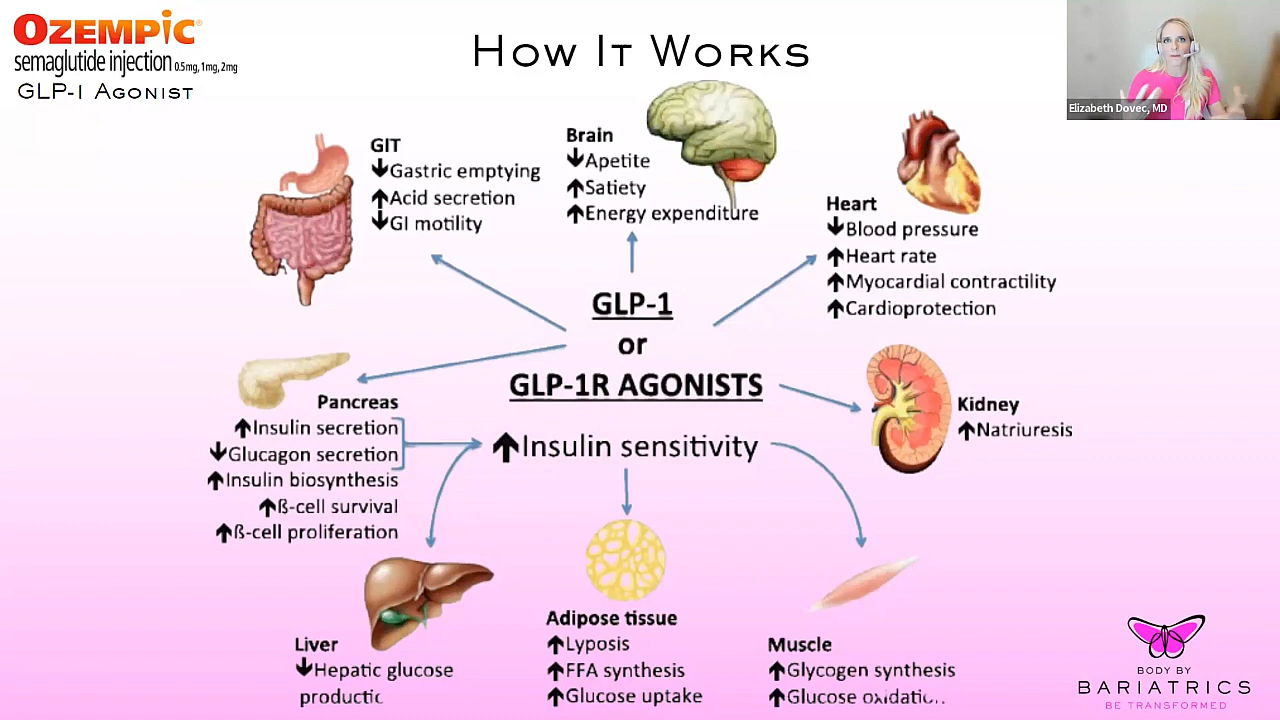 OZEMPIC®
semaglutide injection 0.5mg, 1mg, 2mg
GLP-1 AGONIST
HOW IT WORKS
Elizabeth Dovec, MD
GIT
↓Gastric emptying
↑Acid secretion
↓GI motility
Brain
↓Apetite
↑Satiety
↑Energy expenditure
Heart
↓Blood pressure
↑Heart rate
↑Myocardial contractility
↑Cardioprotection
GLP-1
or
GLP-1R AGONISTS
↑Insulin sensitivity
Pancreas
↑Insulin secretion
↓Glucagon secretion
↑Insulin biosynthesis
↑ß-cell survival
↑ß-cell proliferation
Kidney
↑Natriuresis
Liver
↓Hepatic glucose
productic
Adipose tissue
↑Lyposis
↑FFA synthesis
↑Glucose uptake
Muscle
↑Glycogen synthesis
↑Glucose oxidatio..
BODY BY
BARIATRICS
BE TRANSFORMED